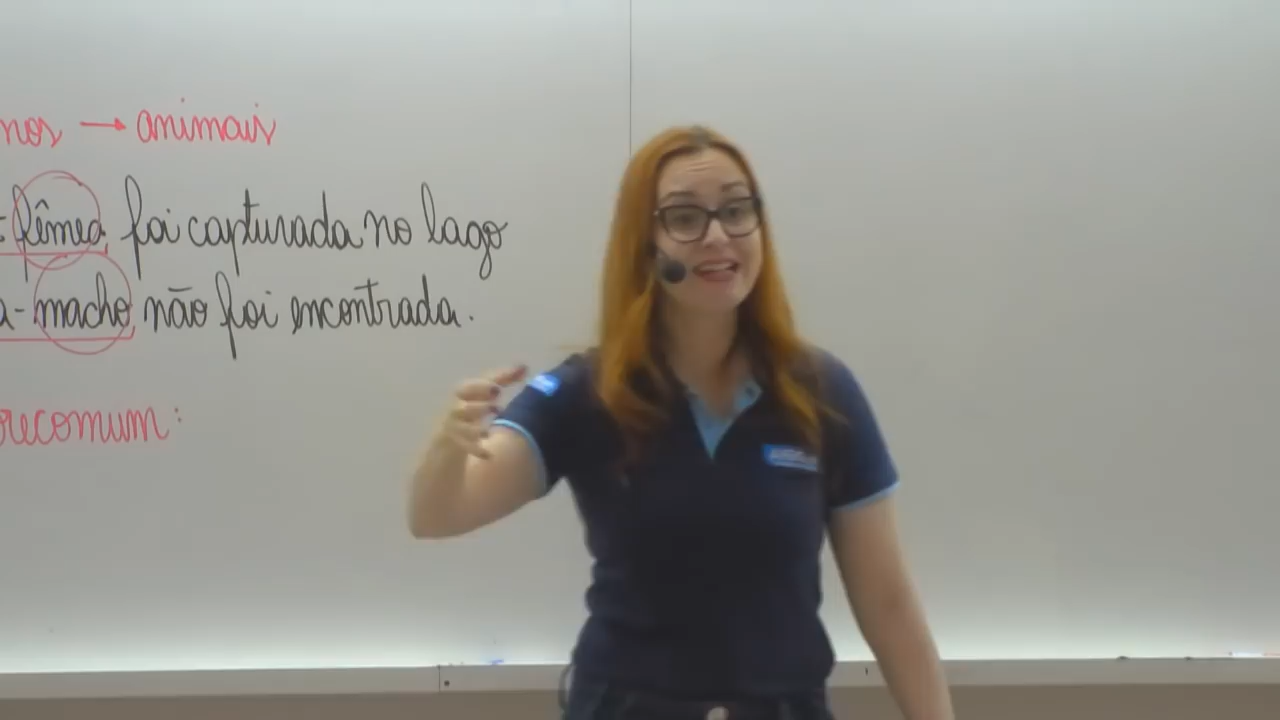 nos → animais
fêmea foi capturada no lago
a-macho não foi encontrada.
recomum: